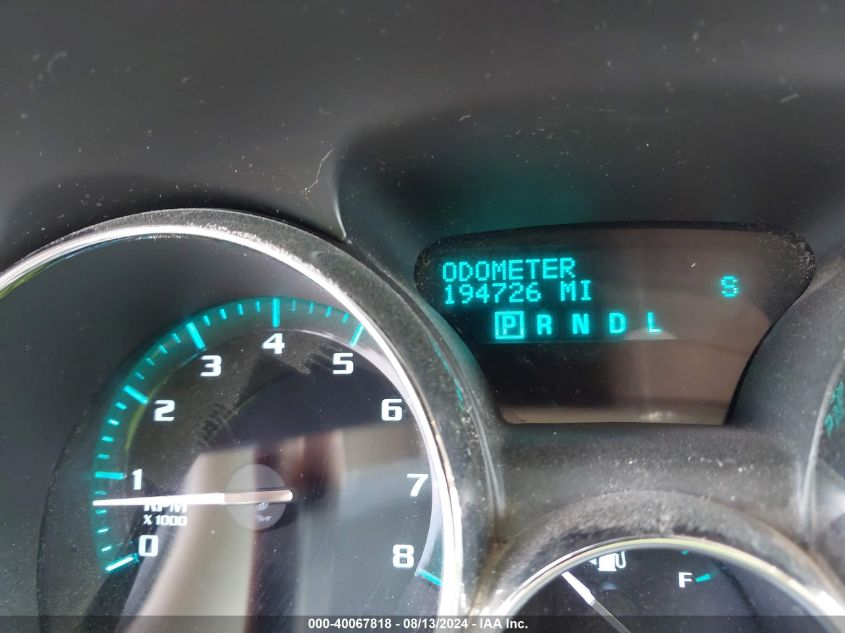 ODOMETER
194726 MI
S
P R N D L
0
1
2
3
4
5
6
7
8
RPM
X 1000
F
000-40067818 - 08/13/2024 - IAA Inc.